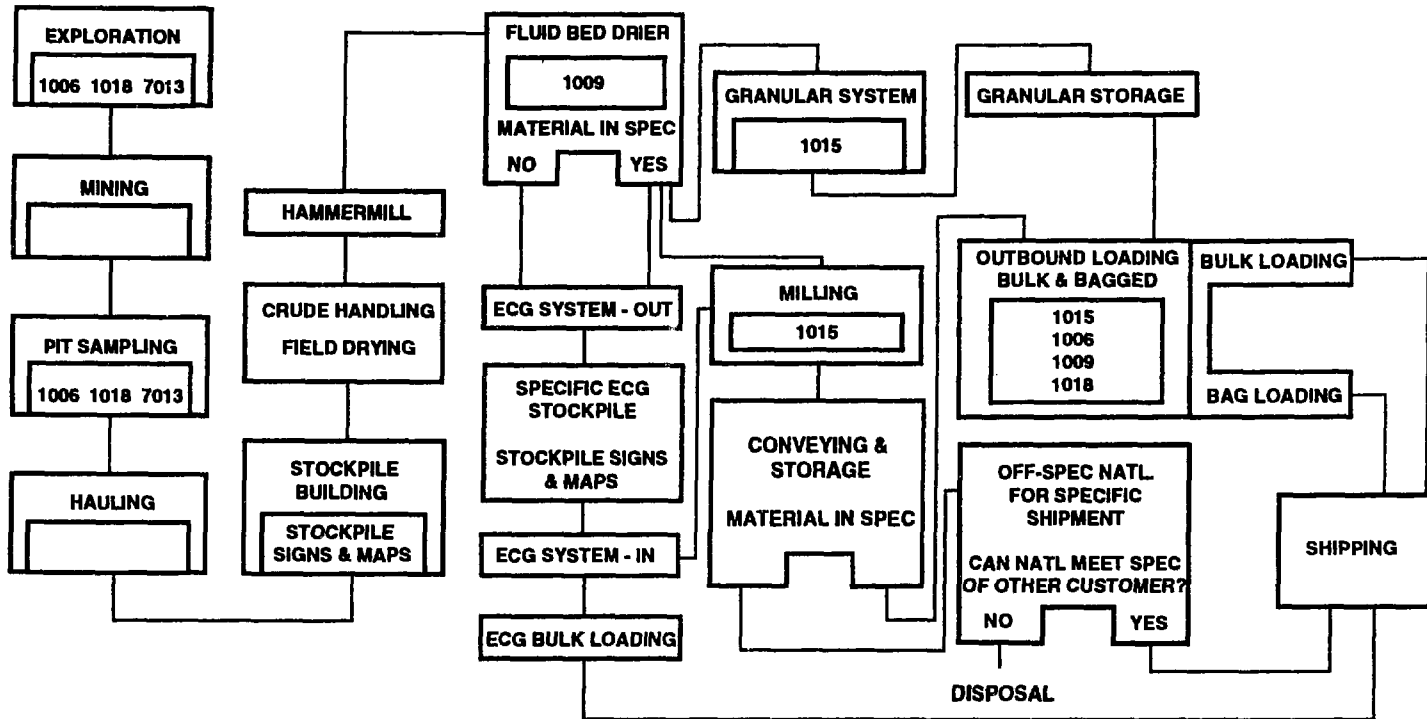 EXPLORATION
1006 1018 7013
MINING
PIT SAMPLING
1006 1018 7013
HAULING
HAMMERMILL
CRUDE HANDLING
FIELD DRYING
STOCKPILE
BUILDING
STOCKPILE
SIGNS & MAPS
FLUID BED DRIER
1009
MATERIAL IN SPEC
NO YES
ECG SYSTEM - OUT
SPECIFIC ECG
STOCKPILE
STOCKPILE SIGNS
& MAPS
ECG SYSTEM - IN
ECG BULK LOADING
GRANULAR SYSTEM
1015
MILLING
1015
CONVEYING &
STORAGE
MATERIAL IN SPEC
GRANULAR STORAGE
OUTBOUND LOADING
BULK & BAGGED
1015
1006
1009
1018
BULK LOADING
BAG LOADING
OFF-SPEC NATL.
FOR SPECIFIC
SHIPMENT
CAN NATL MEET SPEC
OF OTHER CUSTOMER?
NO YES
DISPOSAL
SHIPPING